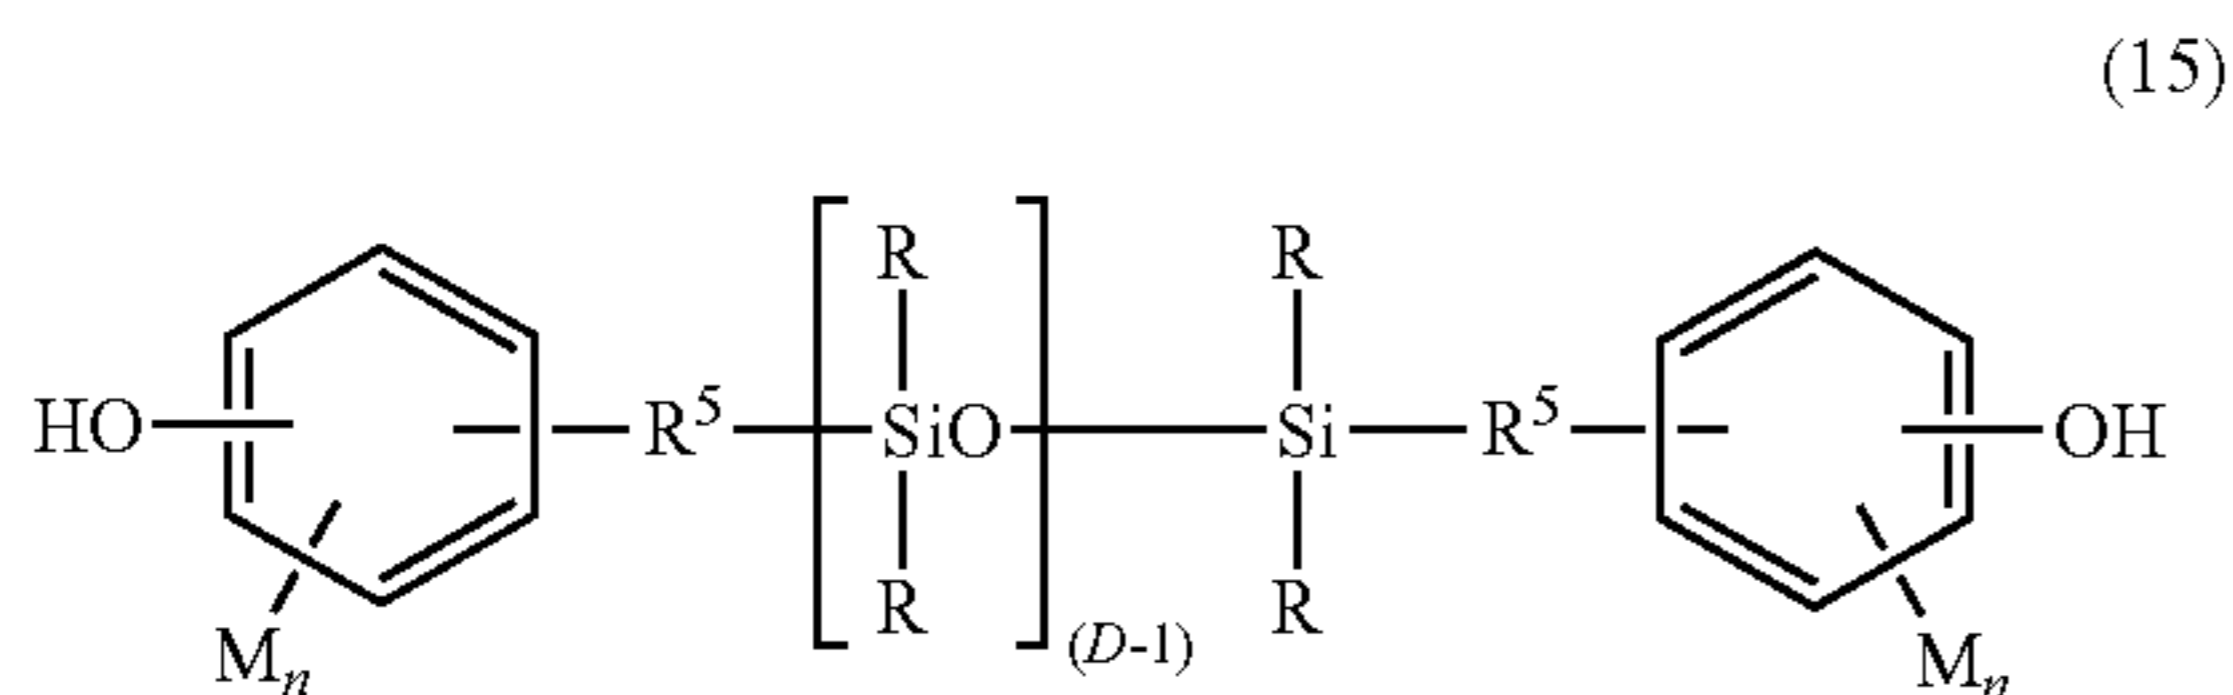 (15)
R R
HO R⁵ SiO Si R⁵ OH
R R
(D-1)
Mₙ Mₙ